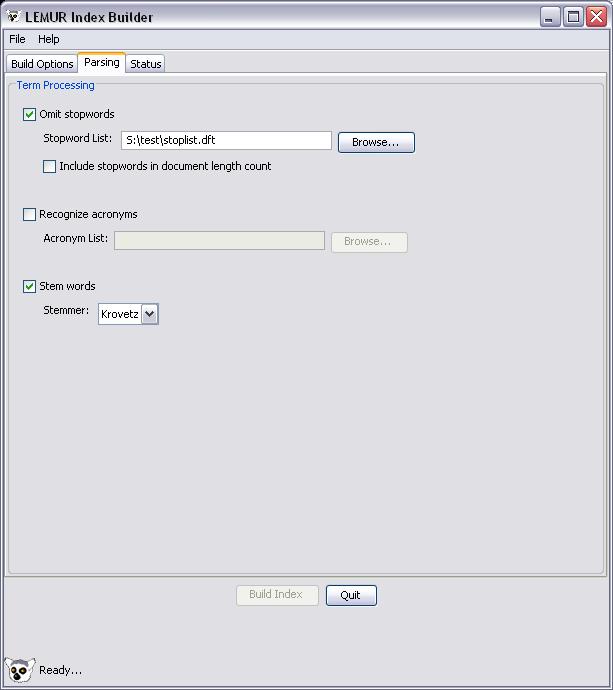 LEMUR Index Builder
File Help
Build Options Parsing Status
Term Processing
Omit stopwords
Stopword List: S:\test\stoplist.dft Browse...
Include stopwords in document length count
Recognize acronyms
Acronym List: Browse...
Stem words
Stemmer: Krovetz
Build Index Quit
Ready...